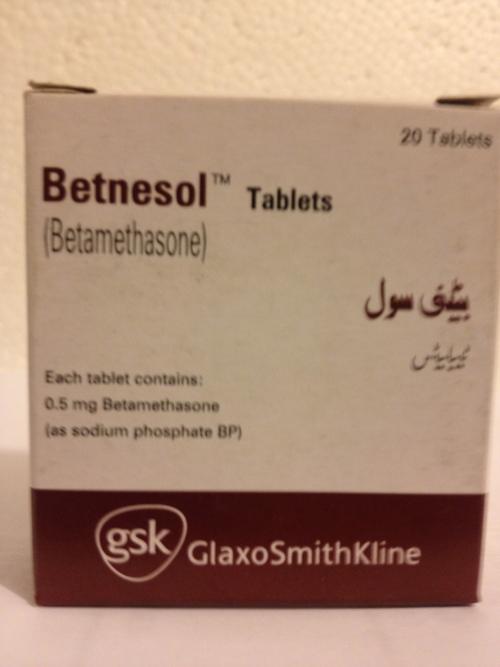 20 Tablets
Betnesol™ Tablets
(Betamethasone)
بیٹنی سول
ٹیبلیٹس
Each tablet contains:
0.5 mg Betamethasone
(as sodium phosphate BP)
gsk GlaxoSmithKline